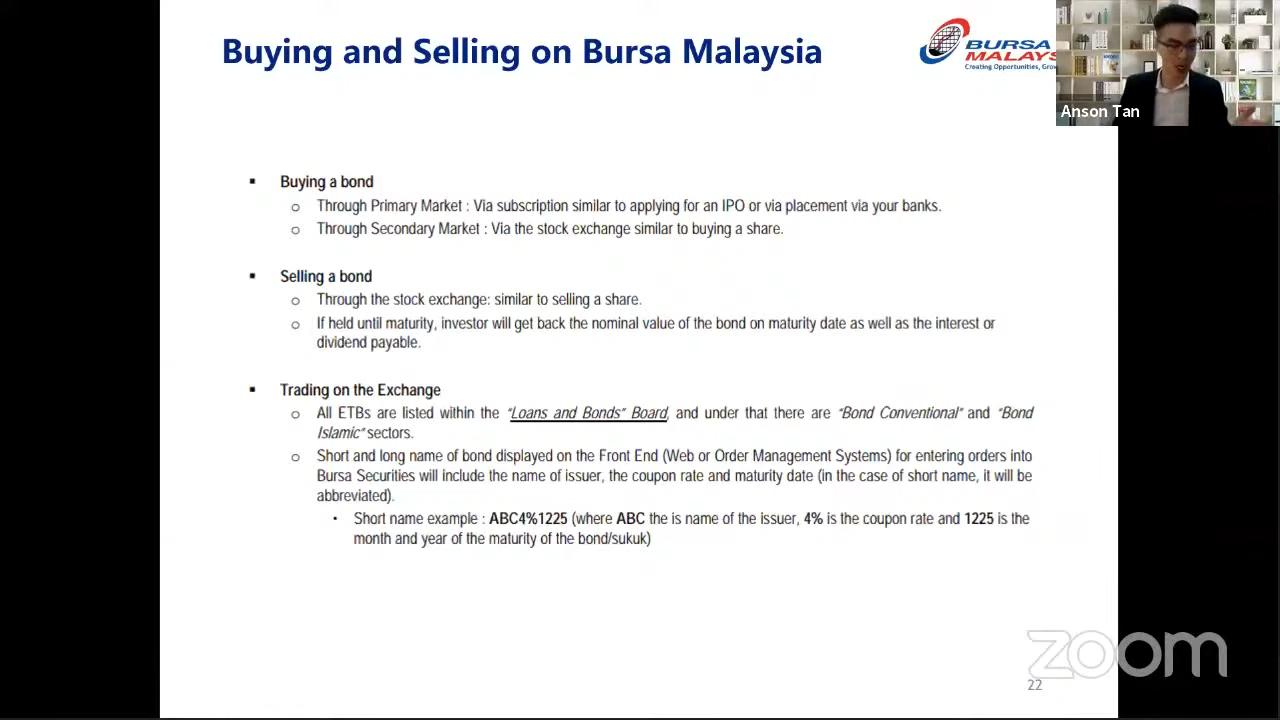 Buying and Selling on Bursa Malaysia
BURSA
MALAYS
Creating Opportunities, Grow
Anson Tan
▪ Buying a bond
o Through Primary Market : Via subscription similar to applying for an IPO or via placement via your banks.
o Through Secondary Market : Via the stock exchange similar to buying a share.
▪ Selling a bond
o Through the stock exchange: similar to selling a share.
o If held until maturity, investor will get back the nominal value of the bond on maturity date as well as the interest or
dividend payable.
▪ Trading on the Exchange
o All ETBs are listed within the “Loans and Bonds” Board, and under that there are “Bond Conventional” and “Bond
Islamic” sectors.
o Short and long name of bond displayed on the Front End (Web or Order Management Systems) for entering orders into
Bursa Securities will include the name of issuer, the coupon rate and maturity date (in the case of short name, it will be
abbreviated).
• Short name example : ABC4%1225 (where ABC the is name of the issuer, 4% is the coupon rate and 1225 is the
month and year of the maturity of the bond/sukuk)
zoom
22